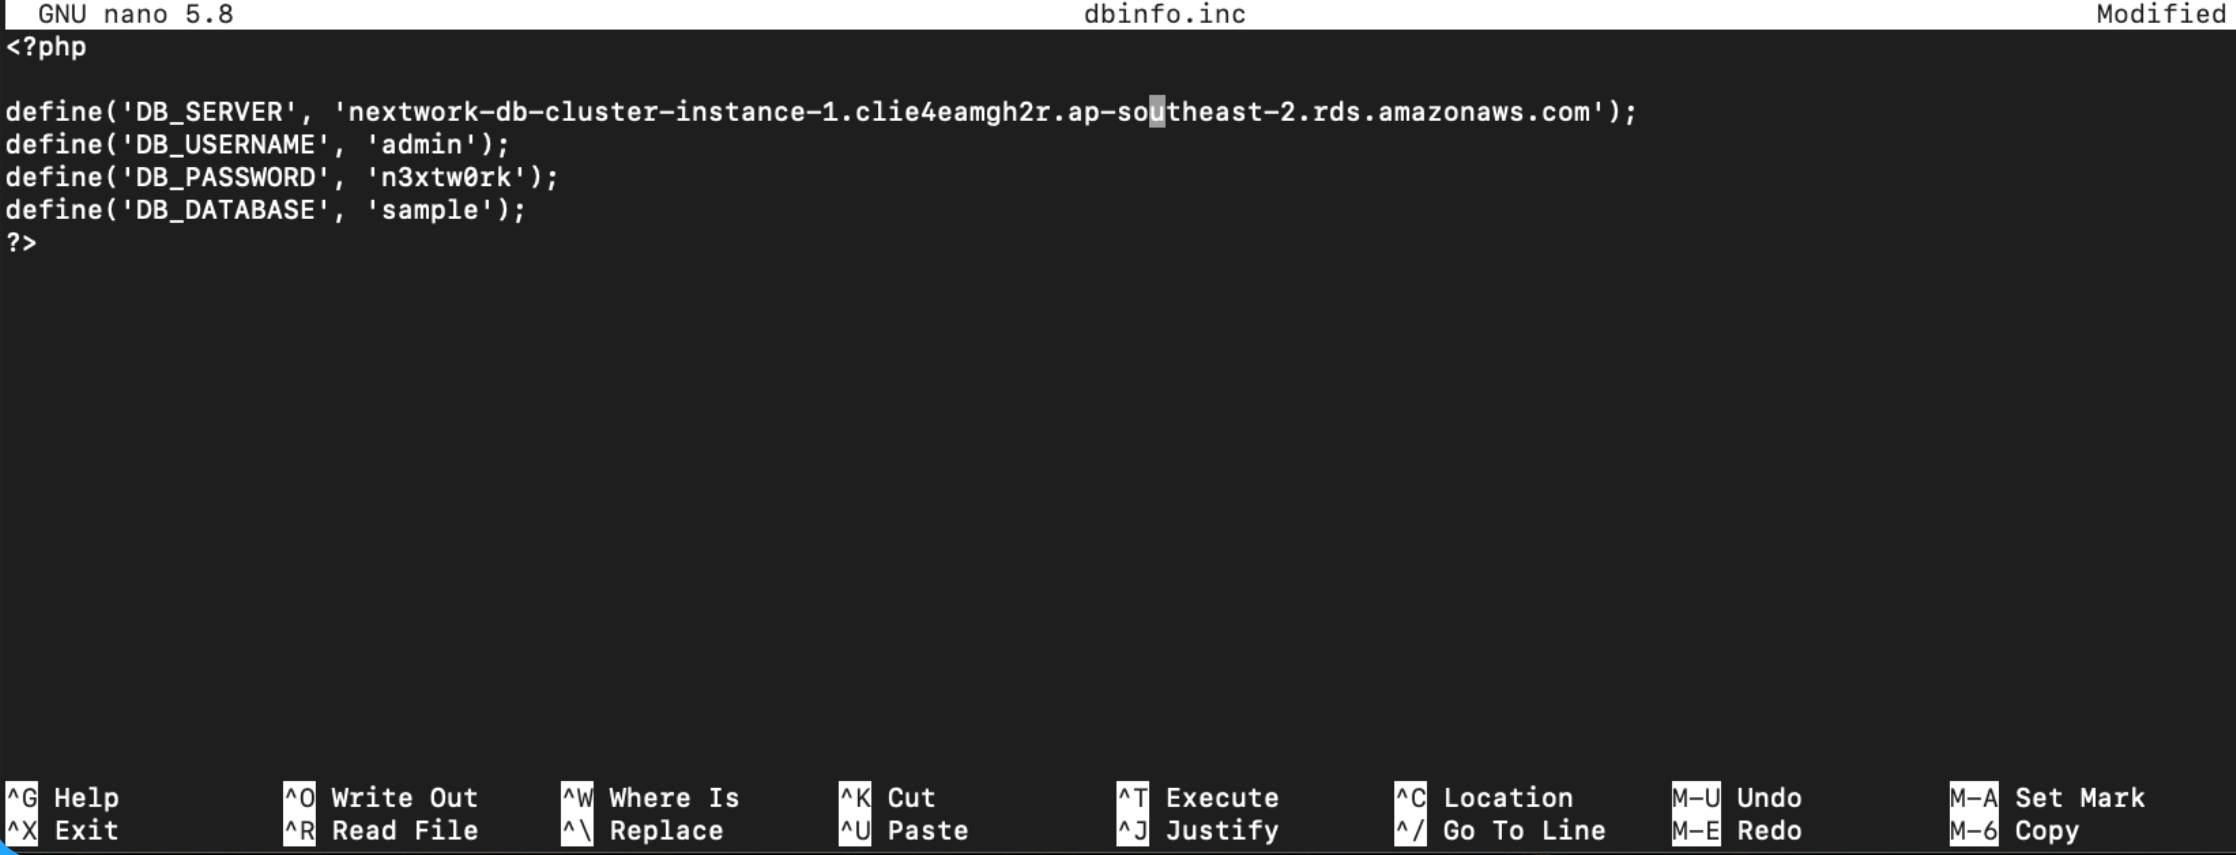 GNU nano 5.8 dbinfo.inc Modified
<?php
define('DB_SERVER', 'nextwork-db-cluster-instance-1.clie4eamgh2r.ap-southeast-2.rds.amazonaws.com');
define('DB_USERNAME', 'admin');
define('DB_PASSWORD', 'n3xtw0rk');
define('DB_DATABASE', 'sample');
?>
^G Help ^O Write Out ^W Where Is ^K Cut ^T Execute ^C Location M-U Undo M-A Set Mark
^X Exit ^R Read File ^\ Replace ^U Paste ^J Justify ^/ Go To Line M-E Redo M-6 Copy